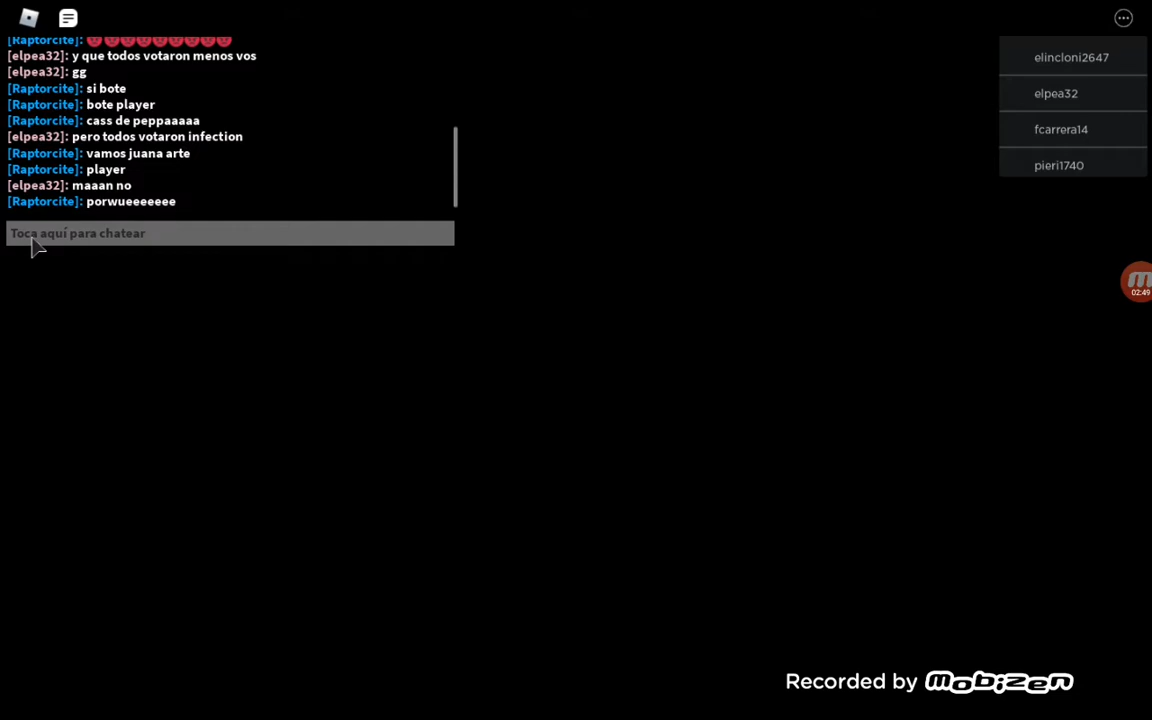 [Raptorcite]:
[elpea32]: y que todos votaron menos vos
[elpea32]: gg
[Raptorcite]: si bote
[Raptorcite]: bote player
[Raptorcite]: cass de peppaaaaa
[elpea32]: pero todos votaron infection
[Raptorcite]: vamos juana arte
[Raptorcite]: player
[elpea32]: maaan no
[Raptorcite]: porwueeeeeee
Toca aquí para chatear
elincloni2647
elpea32
fcarrera14
pieri1740
02:49
Recorded by mobizen